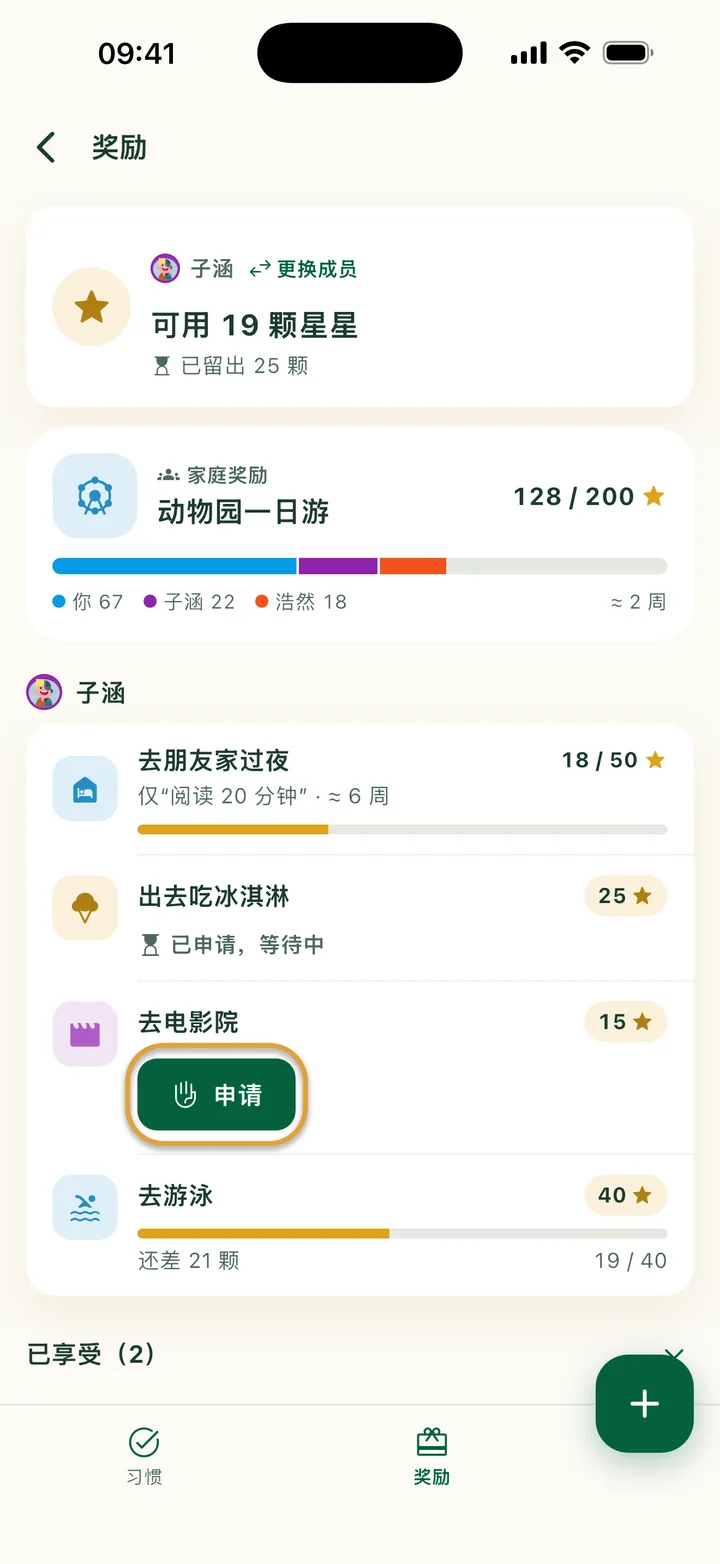 09:41
奖励
子涵 更换成员
可用 19 颗星星
已留出 25 颗
家庭奖励
动物园一日游
128 / 200
你 67 子涵 22 浩然 18 ≈ 2 周
子涵
去朋友家过夜 18 / 50
仅“阅读 20 分钟” · ≈ 6 周
出去吃冰淇淋 25
已申请，等待中
去电影院 15
申请
去游泳 40
还差 21 颗 19 / 40
已享受（2）
习惯 奖励